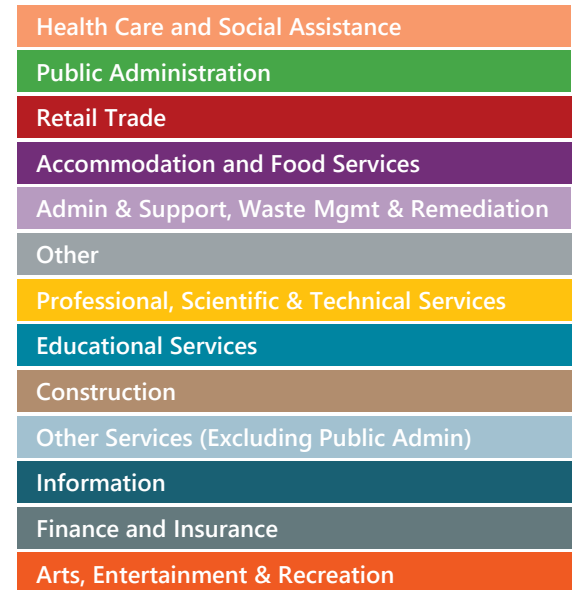 Health Care and Social Assistance
Public Administration
Retail Trade
Accommodation and Food Services
Admin & Support, Waste Mgmt & Remediation
Other
Professional, Scientific & Technical Services
Educational Services
Construction
Other Services (Excluding Public Admin)
Information
Finance and Insurance
Arts, Entertainment & Recreation